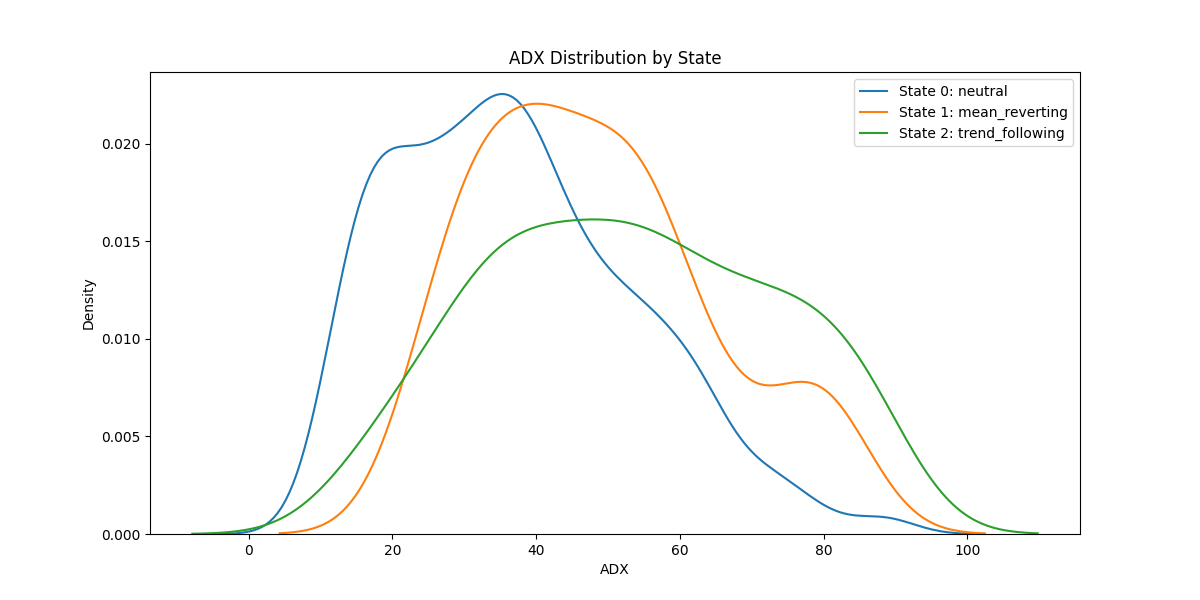 ADX Distribution by State
State 0: neutral
State 1: mean_reverting
State 2: trend_following
Density
0.020
0.015
0.010
0.005
0.000
0 20 40 60 80 100
ADX